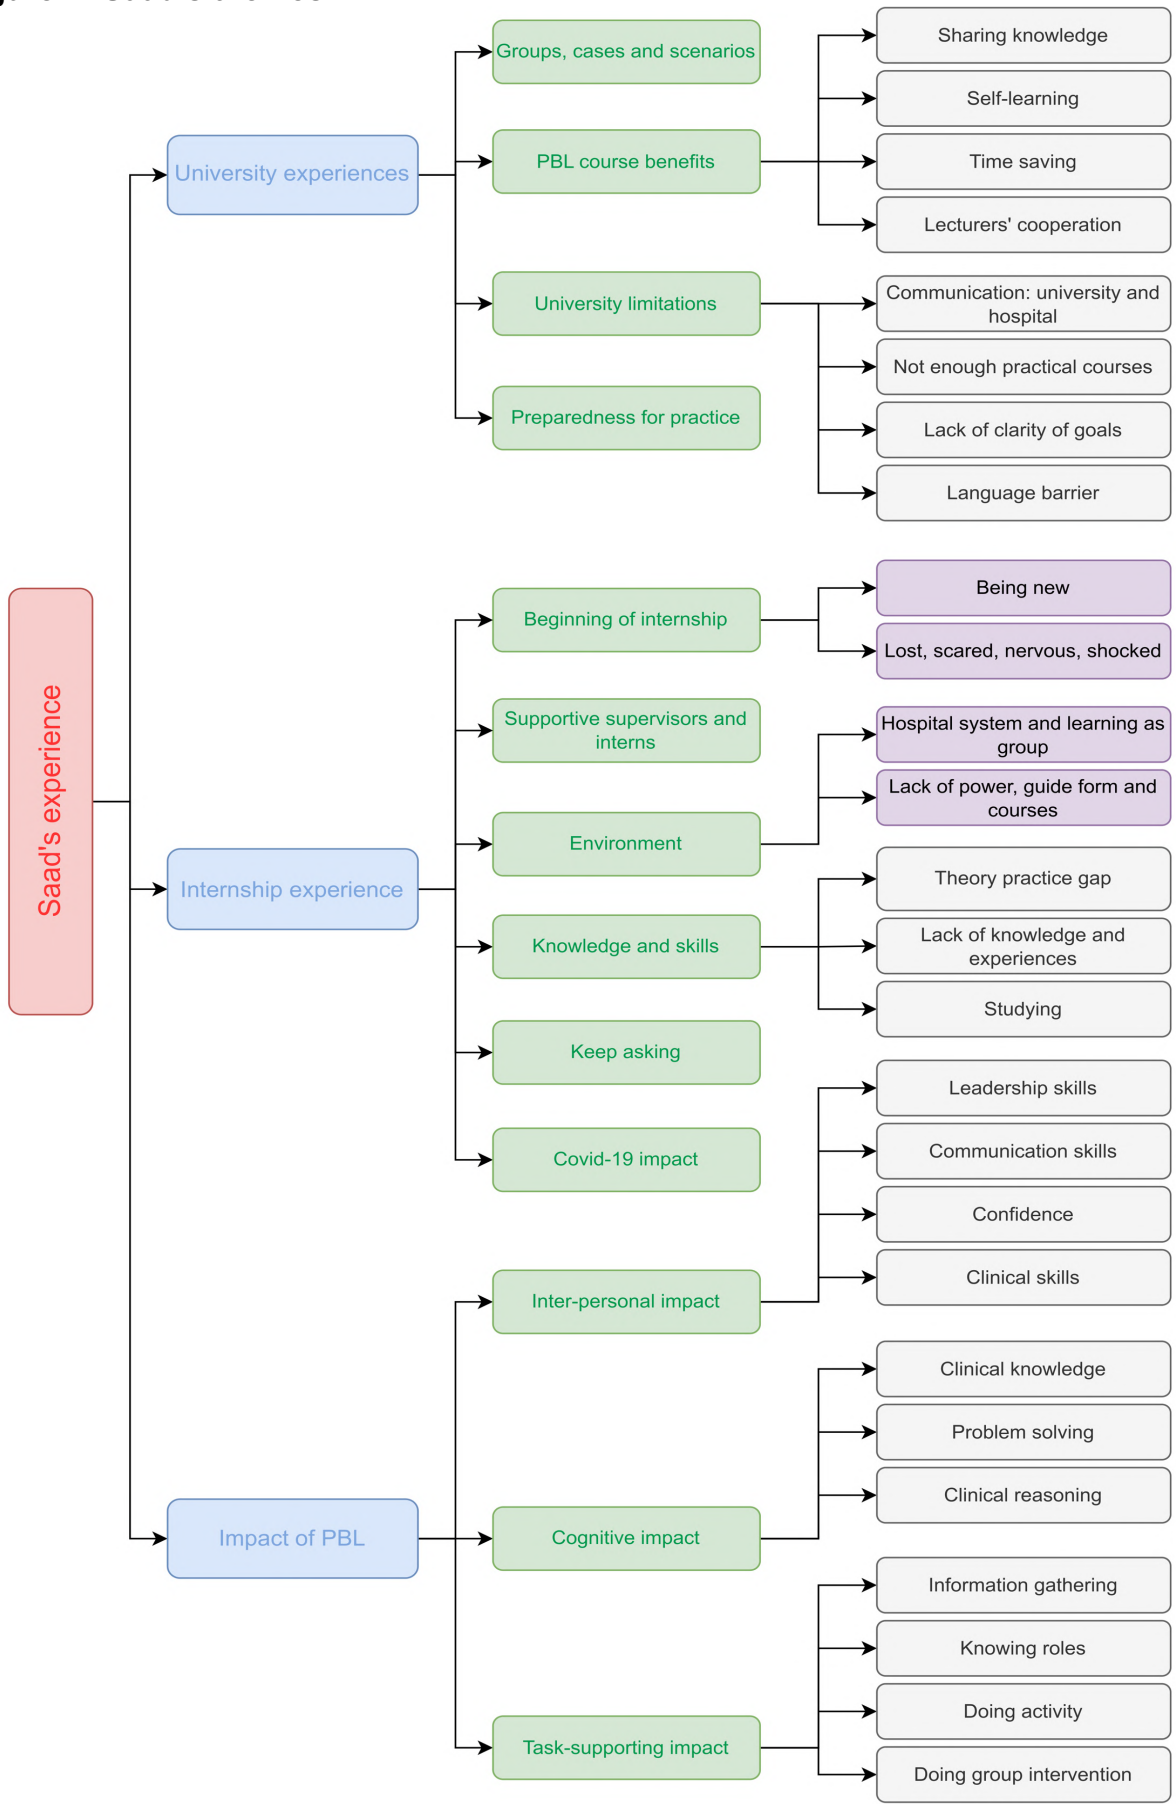 Saad's experience
University experiences
Groups, cases and scenarios
PBL course benefits
Sharing knowledge
Self-learning
Time saving
Lecturers' cooperation
University limitations
Communication: university and
hospital
Not enough practical courses
Lack of clarity of goals
Language barrier
Preparedness for practice
Internship experience
Beginning of internship
Being new
Lost, scared, nervous, shocked
Supportive supervisors and
interns
Environment
Hospital system and learning as
group
Lack of power, guide form and
courses
Knowledge and skills
Theory practice gap
Lack of knowledge and
experiences
Studying
Keep asking
Covid-19 impact
Impact of PBL
Inter-personal impact
Leadership skills
Communication skills
Confidence
Clinical skills
Cognitive impact
Clinical knowledge
Problem solving
Clinical reasoning
Task-supporting impact
Information gathering
Knowing roles
Doing activity
Doing group intervention